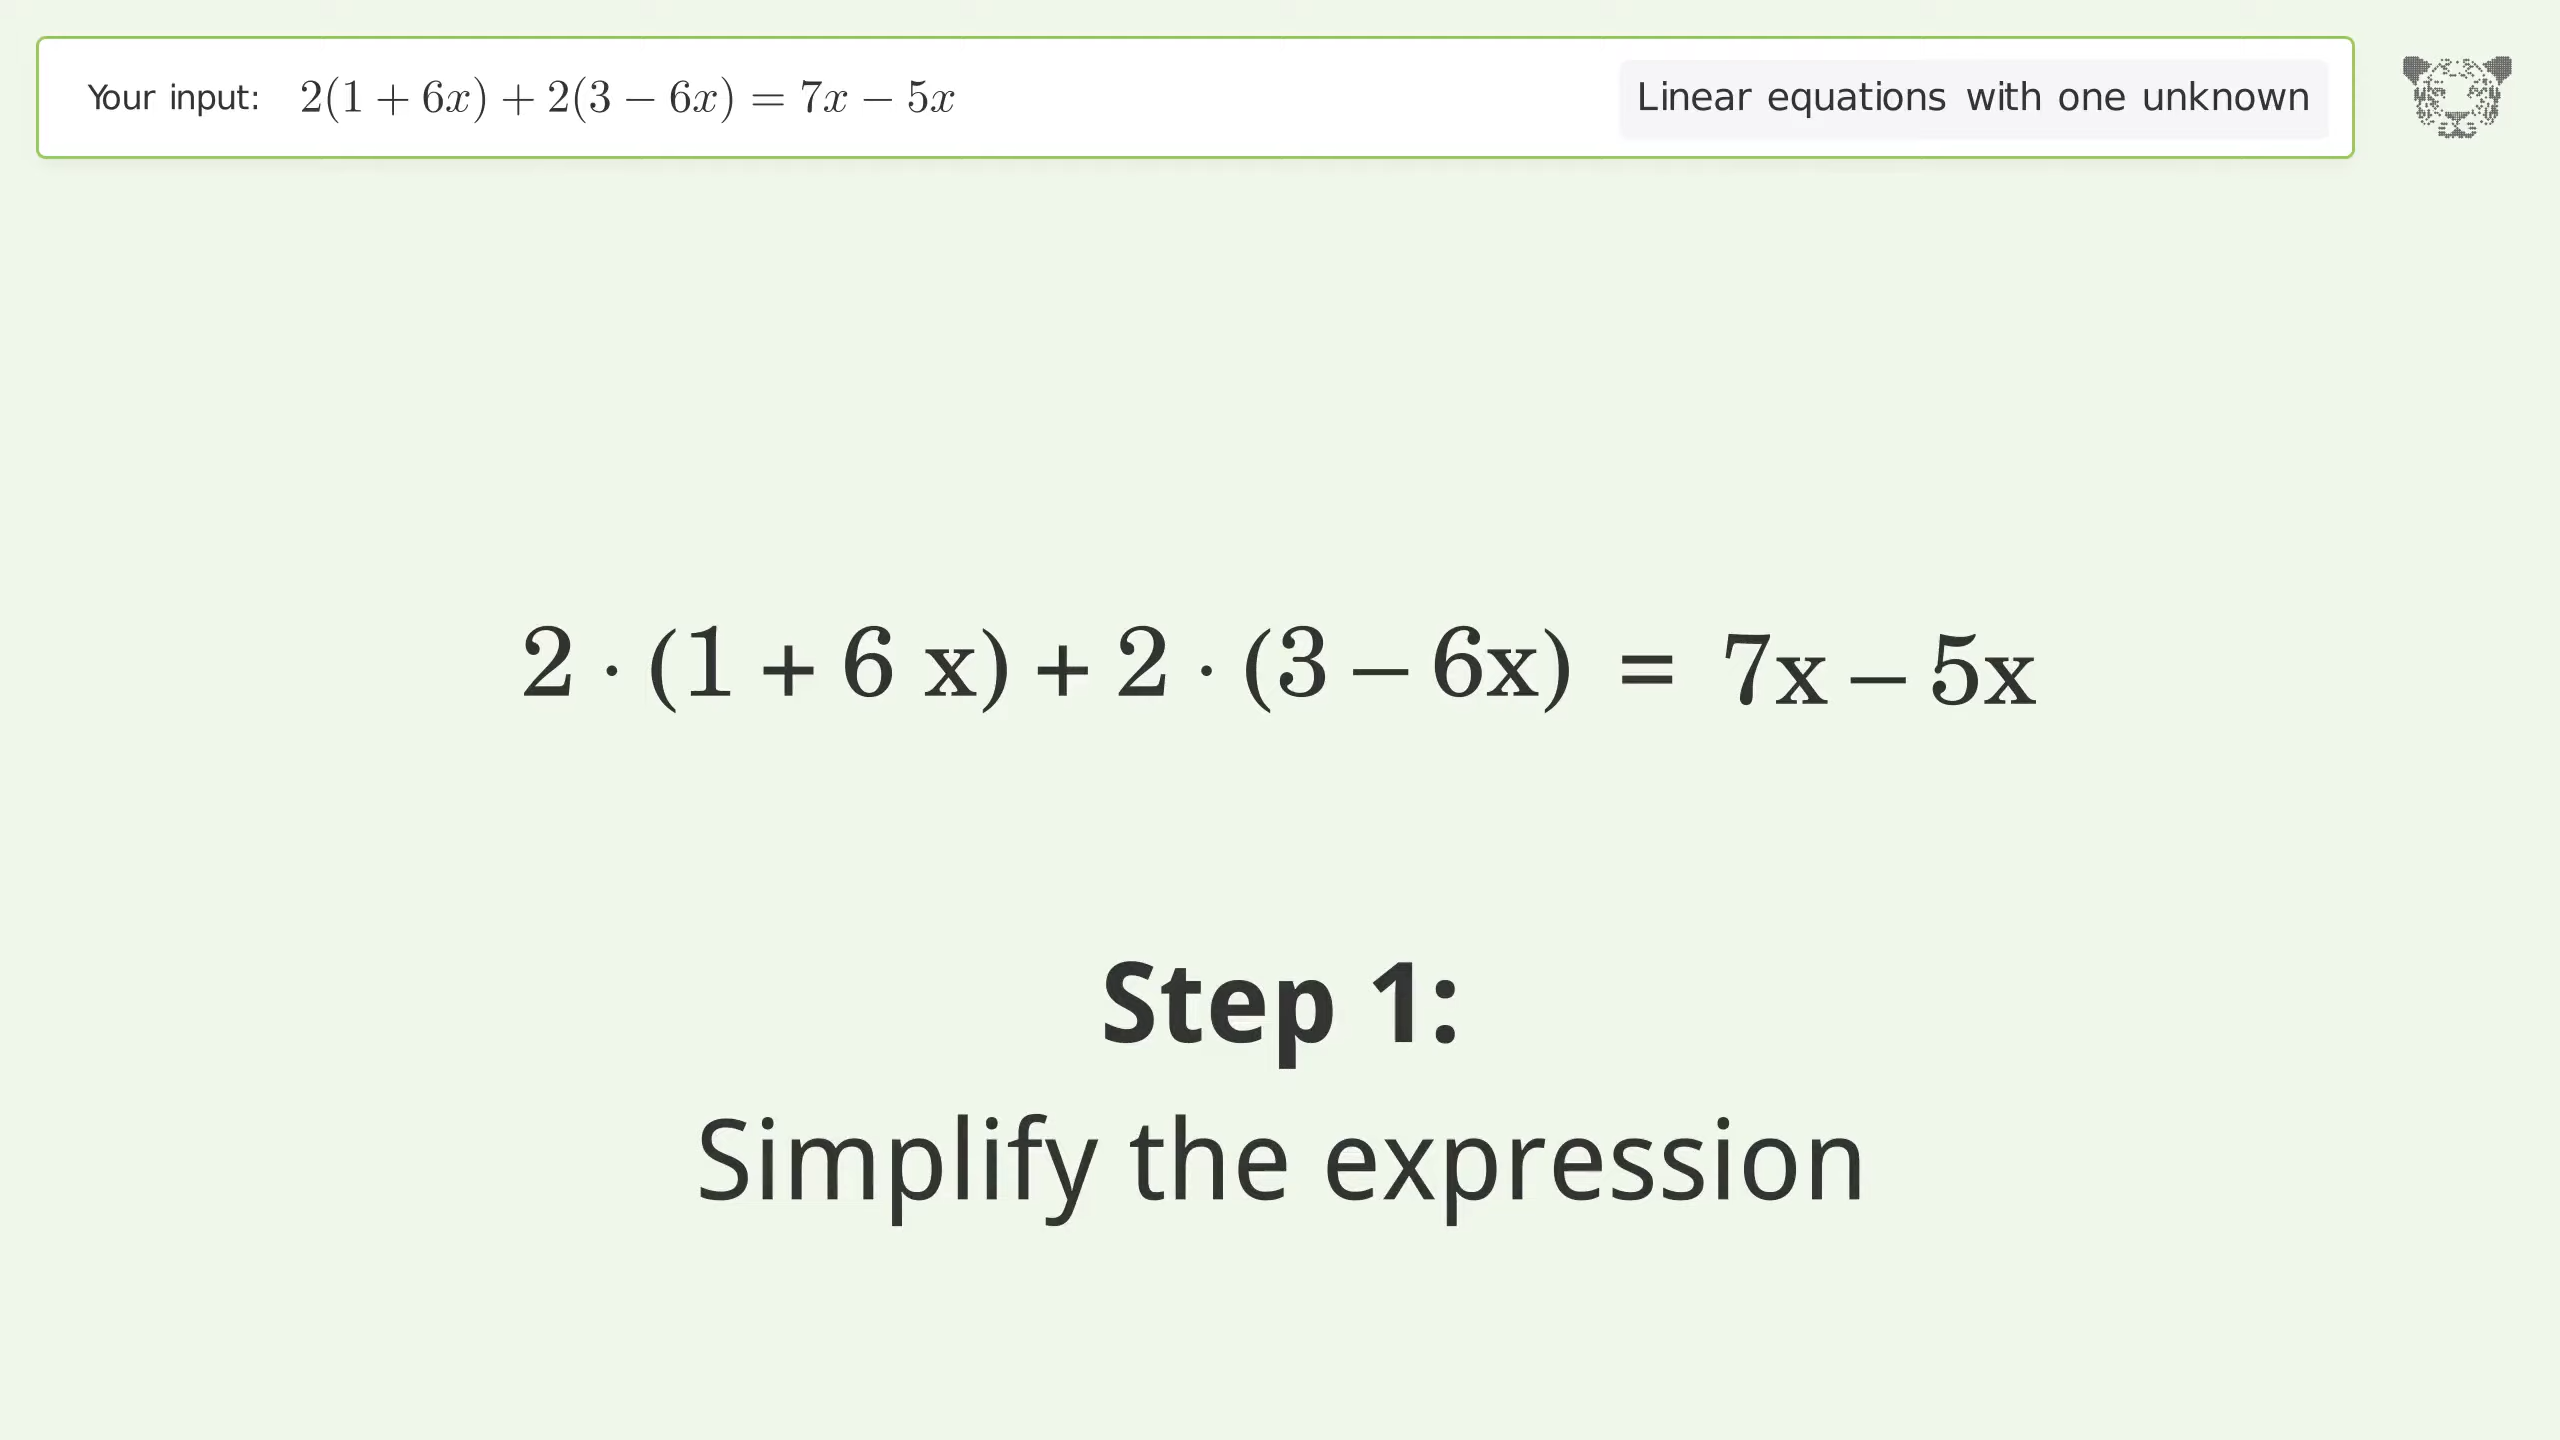 Your input: 2(1 + 6x) + 2(3 − 6x) = 7x − 5x
Linear equations with one unknown
2 · (1 + 6 x) + 2 · (3 − 6x) = 7x − 5x
Step 1:
Simplify the expression